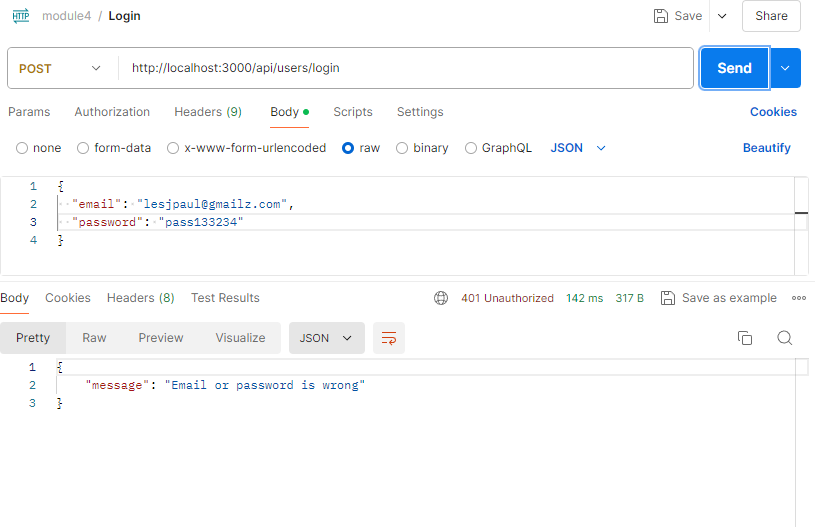 HTTP module4 / Login Save Share
POST http://localhost:3000/api/users/login Send
Params Authorization Headers (9) Body Scripts Settings Cookies
none form-data x-www-form-urlencoded raw binary GraphQL JSON Beautify
1 {
2 "email": "lesjpaul@gmailz.com",
3 "password": "pass133234"
4 }
Body Cookies Headers (8) Test Results 401 Unauthorized 142 ms 317 B Save as example
Pretty Raw Preview Visualize JSON
1 {
2 "message": "Email or password is wrong"
3 }